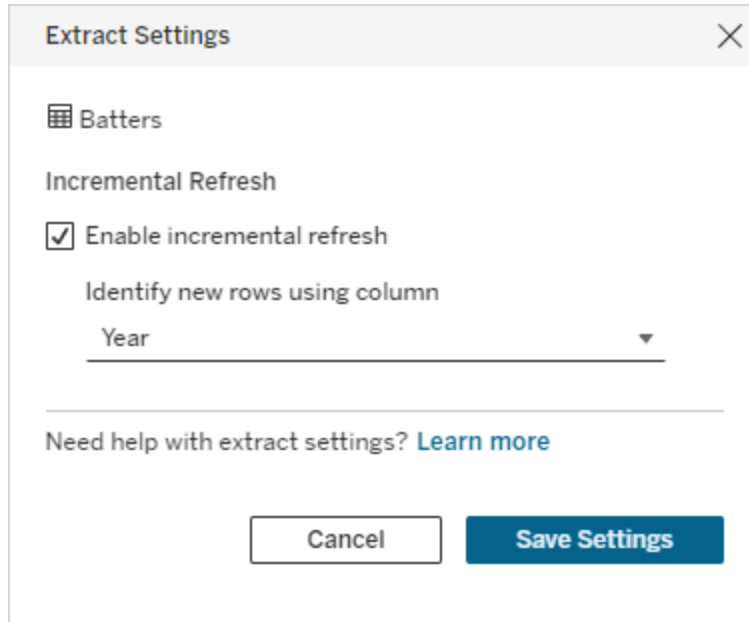 Extract Settings
Batters
Incremental Refresh
Enable incremental refresh
Identify new rows using column
Year
Need help with extract settings? Learn more
Cancel Save Settings